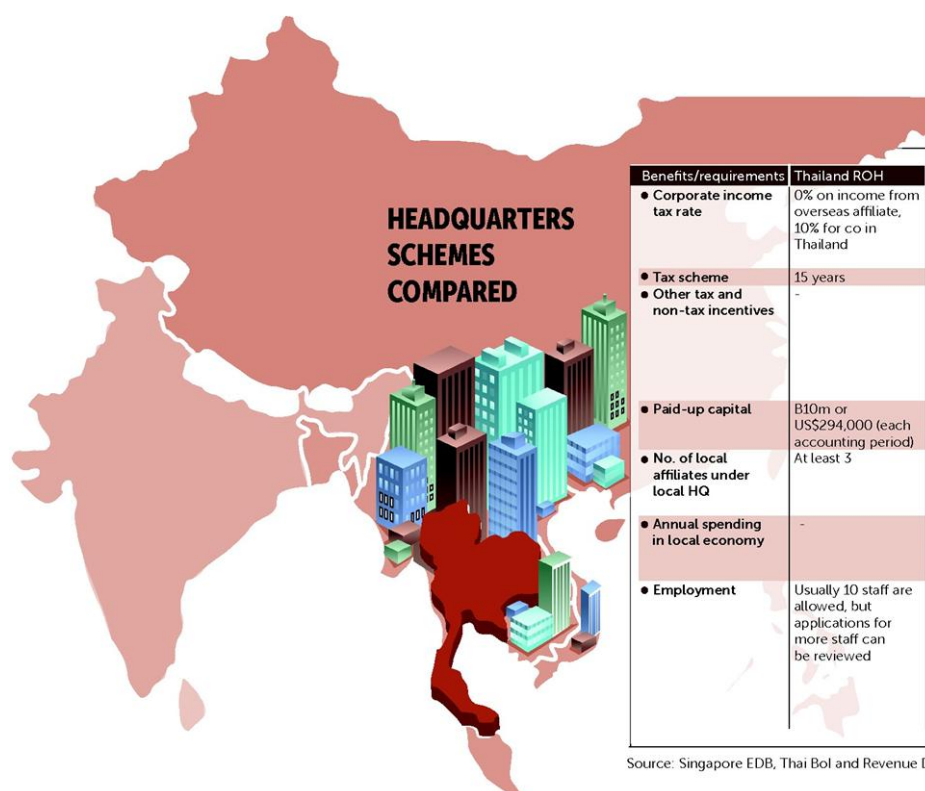 HEADQUARTERS
SCHEMES
COMPARED
Benefits/requirements Thailand ROH
• Corporate income 0% on income from
tax rate overseas affiliate,
10% for co in
Thailand
• Tax scheme 15 years
• Other tax and -
non-tax incentives
• Paid-up capital B10m or
US$294,000 (each
accounting period)
• No. of local At least 3
affiliates under
local HQ
• Annual spending -
in local economy
• Employment Usually 10 staff are
allowed, but
applications for
more staff can
be reviewed
Source: Singapore EDB, Thai BoI and Revenue D